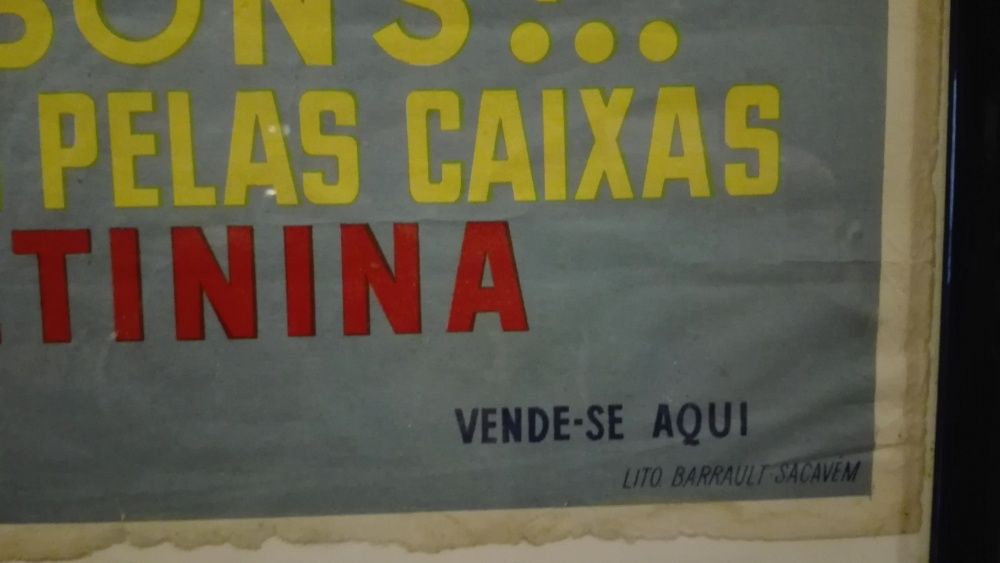 BONS!...
PELAS CAIXAS
TININA
VENDE-SE AQUI
LITO BARRAULT-SACAVÉM